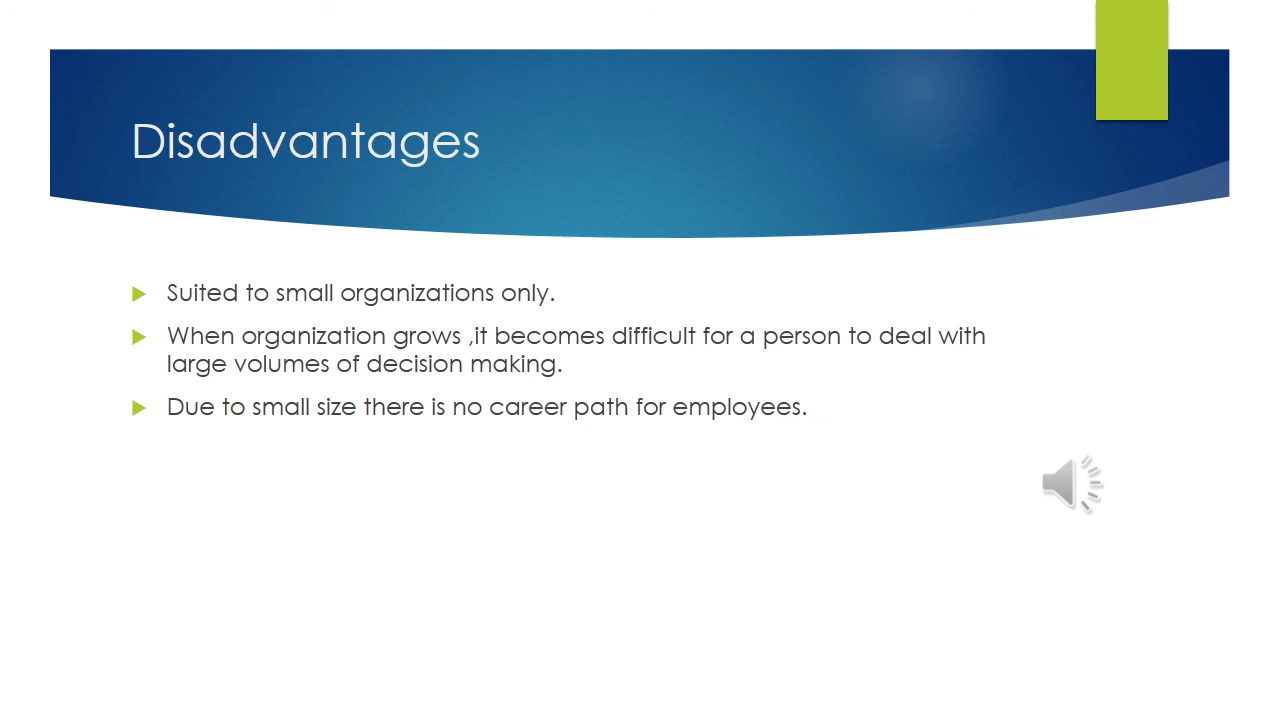 Disadvantages
Suited to small organizations only.
When organization grows ,it becomes difficult for a person to deal with
large volumes of decision making.
Due to small size there is no career path for employees.